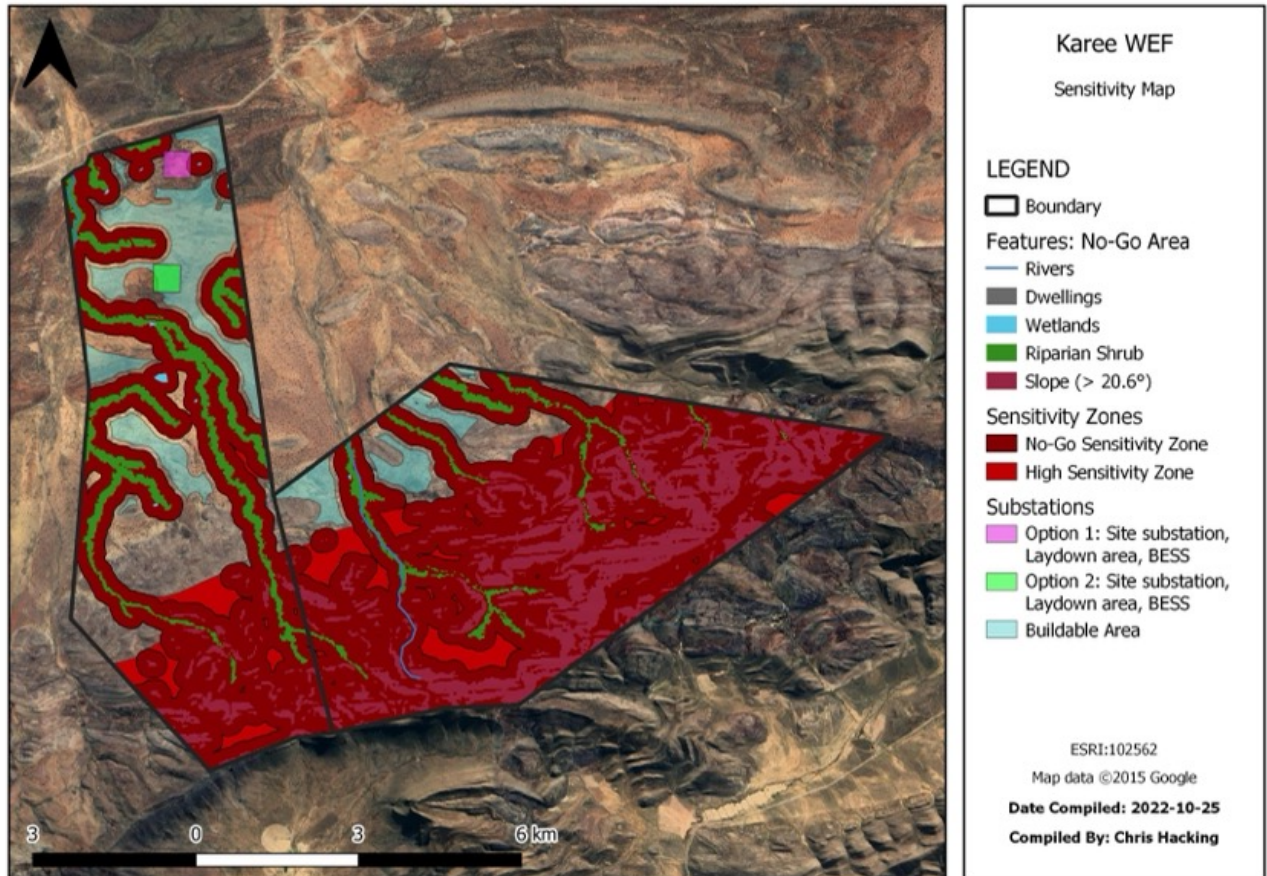 Karee WEF
Sensitivity Map
LEGEND
Boundary
Features: No-Go Area
Rivers
Dwellings
Wetlands
Riparian Shrub
Slope (> 20.6°)
Sensitivity Zones
No-Go Sensitivity Zone
High Sensitivity Zone
Substations
Option 1: Site substation,
Laydown area, BESS
Option 2: Site substation,
Laydown area, BESS
Buildable Area
ESRI:102562
Map data ©2015 Google
Date Compiled: 2022-10-25
Compiled By: Chris Hacking
3 0 3 6 km